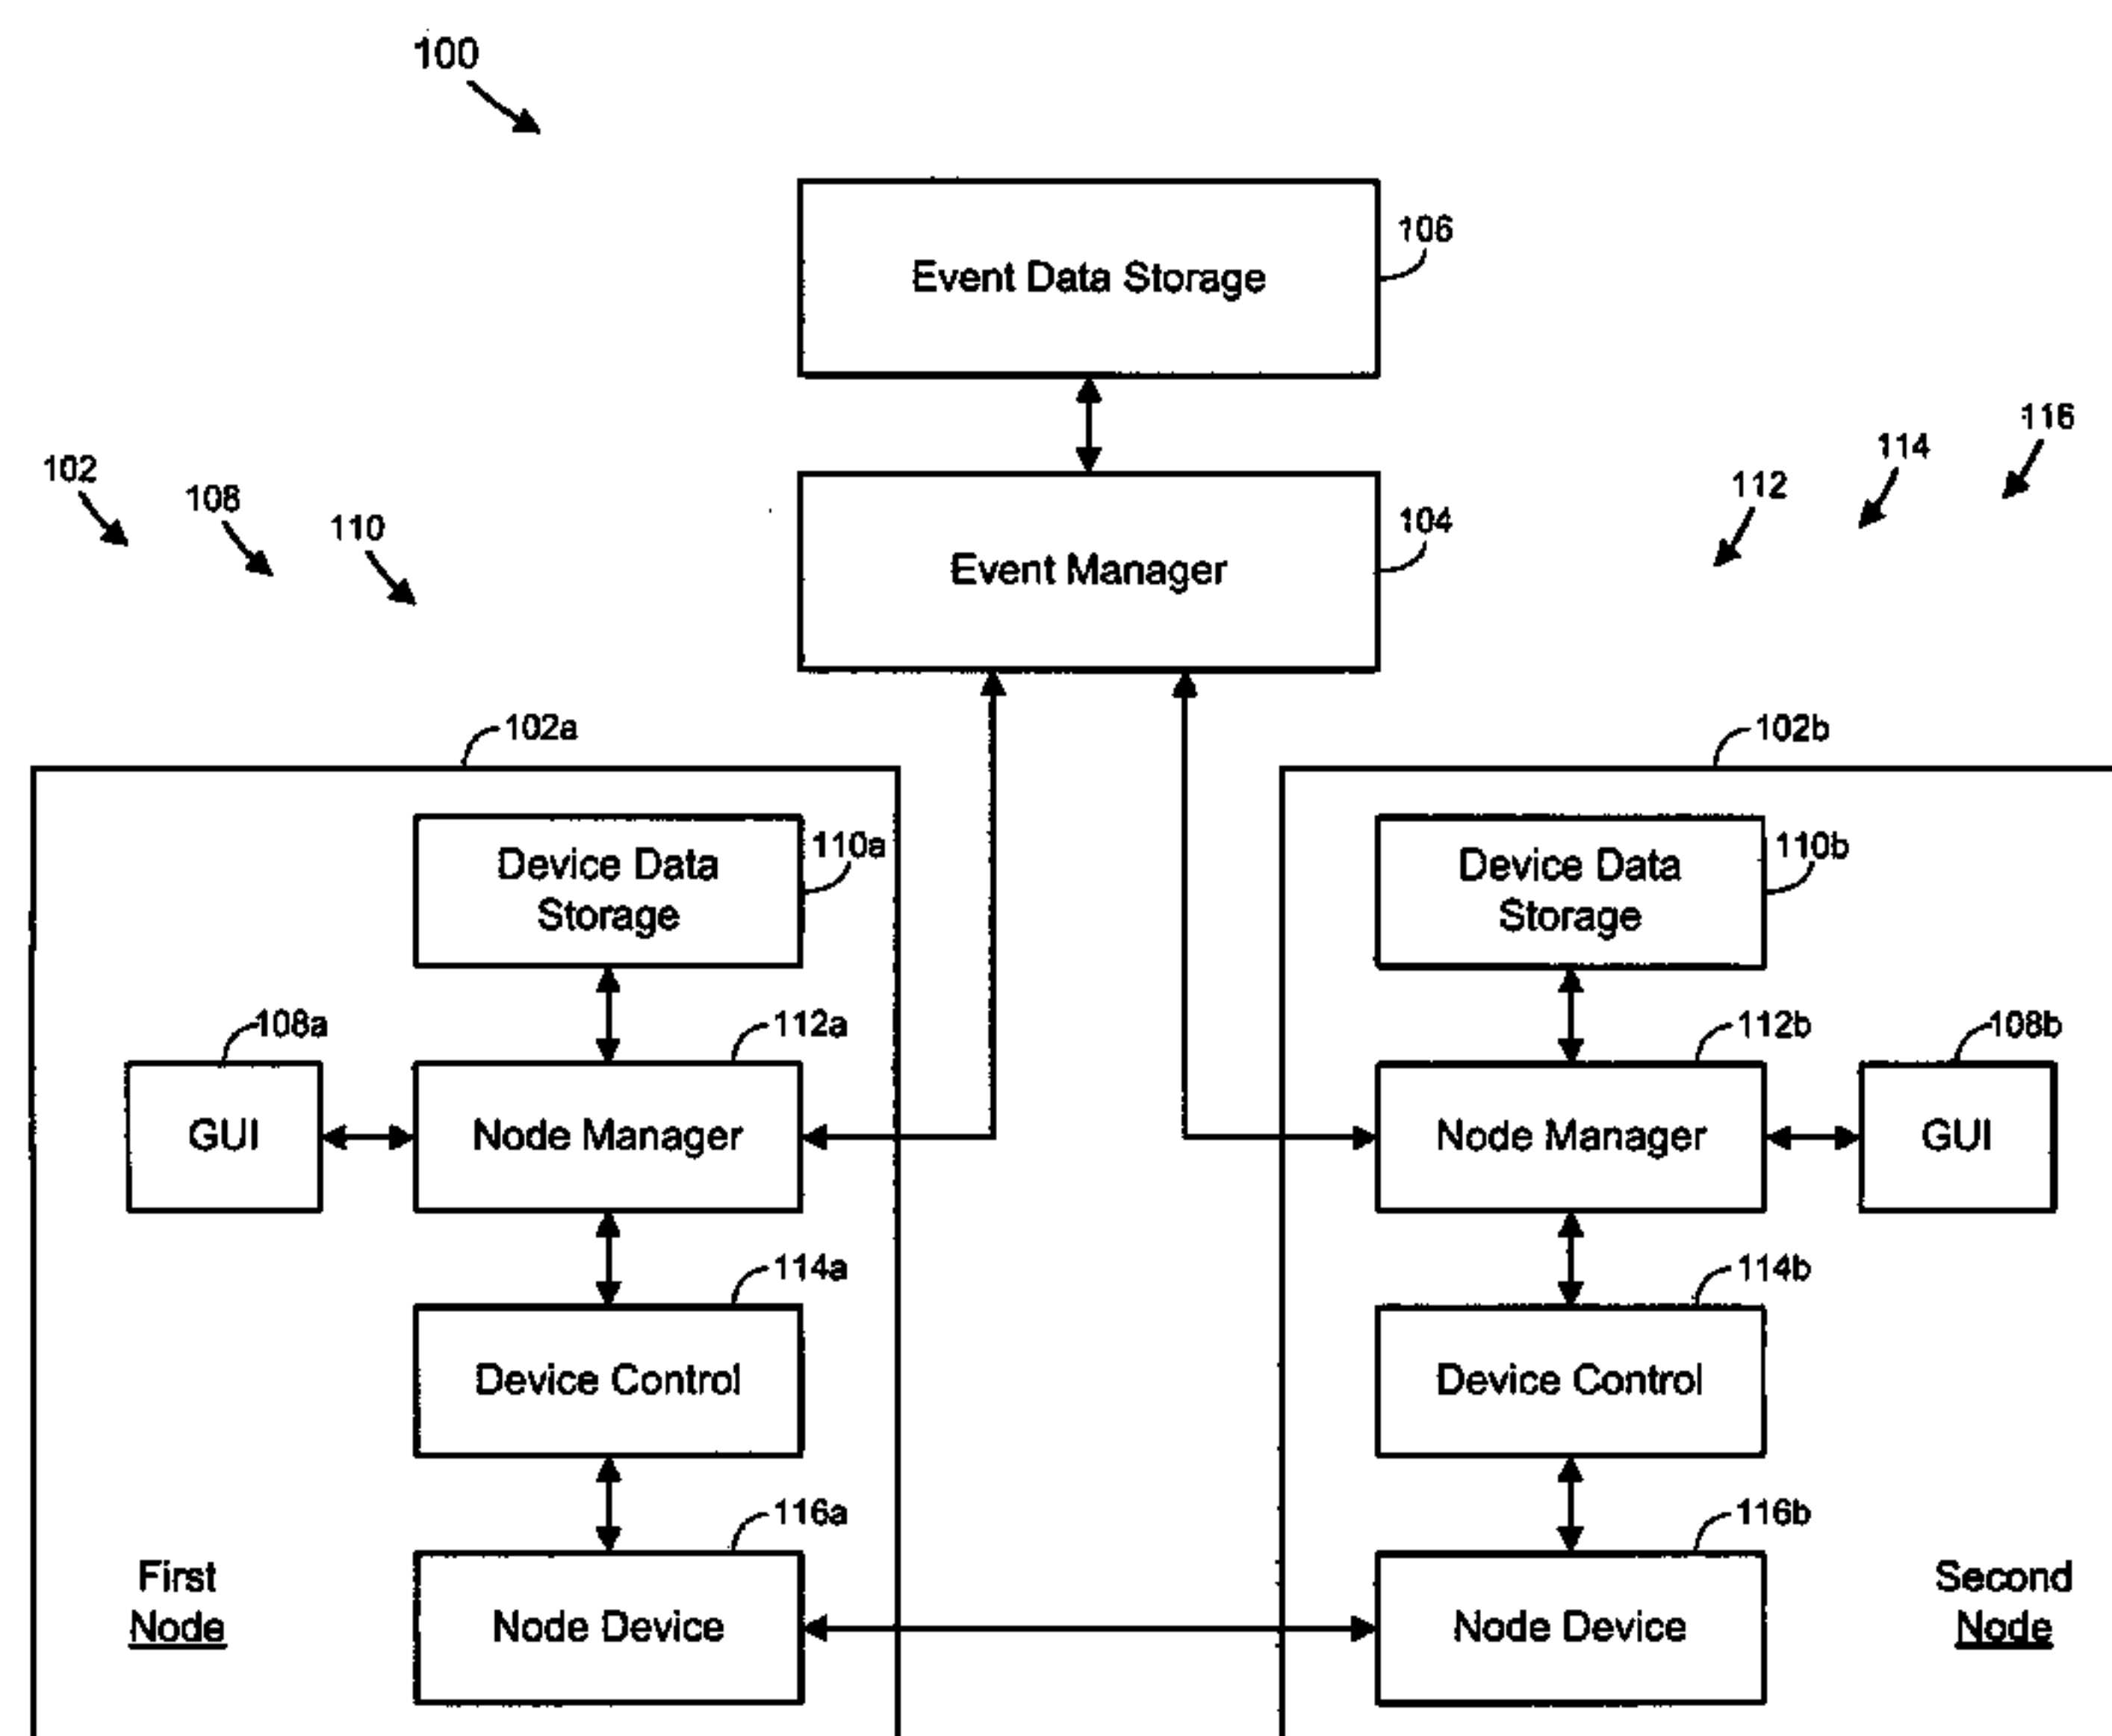 100
106
Event Data Storage
116
114
102
108
112
110
104
Event Manager
102a
102b
110a
Device Data
Storage
110b
Device Data
Storage
108a
112a
112b
108b
GUI
Node Manager
Node Manager
GUI
114a
114b
Device Control
Device Control
116a
116b
First
Node
Node Device
Node Device
Second
Node